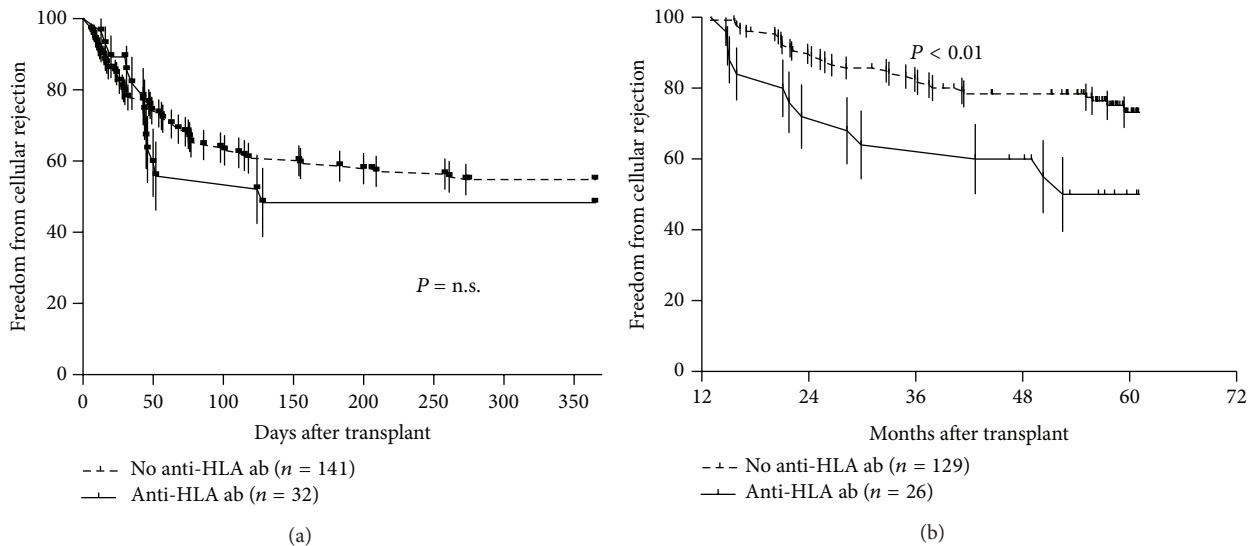 Freedom from cellular rejection
100
80
60
40
20
0
0 50 100 150 200 250 300 350
P = n.s.
Days after transplant
No anti-HLA ab (n = 141)
Anti-HLA ab (n = 32)
(a)
Freedom from cellular rejection
100
80
60
40
20
0
12 24 36 48 60 72
P < 0.01
Months after transplant
No anti-HLA ab (n = 129)
Anti-HLA ab (n = 26)
(b)